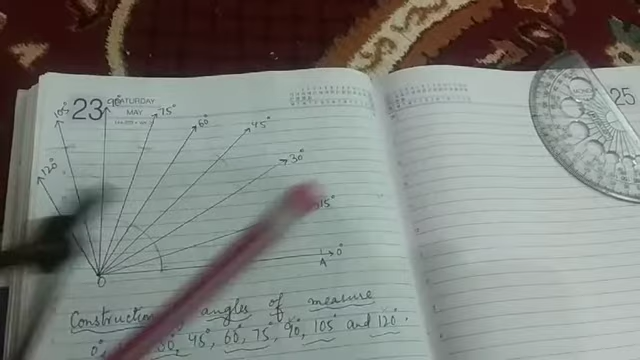 23
SATURDAY
MAY
25
105°
90°
75°
60°
45°
120°
30°
15°
0°
O
A
Construction angles of measure
0°, 30°, 45°, 60°, 75°, 90°, 105° and 120°.